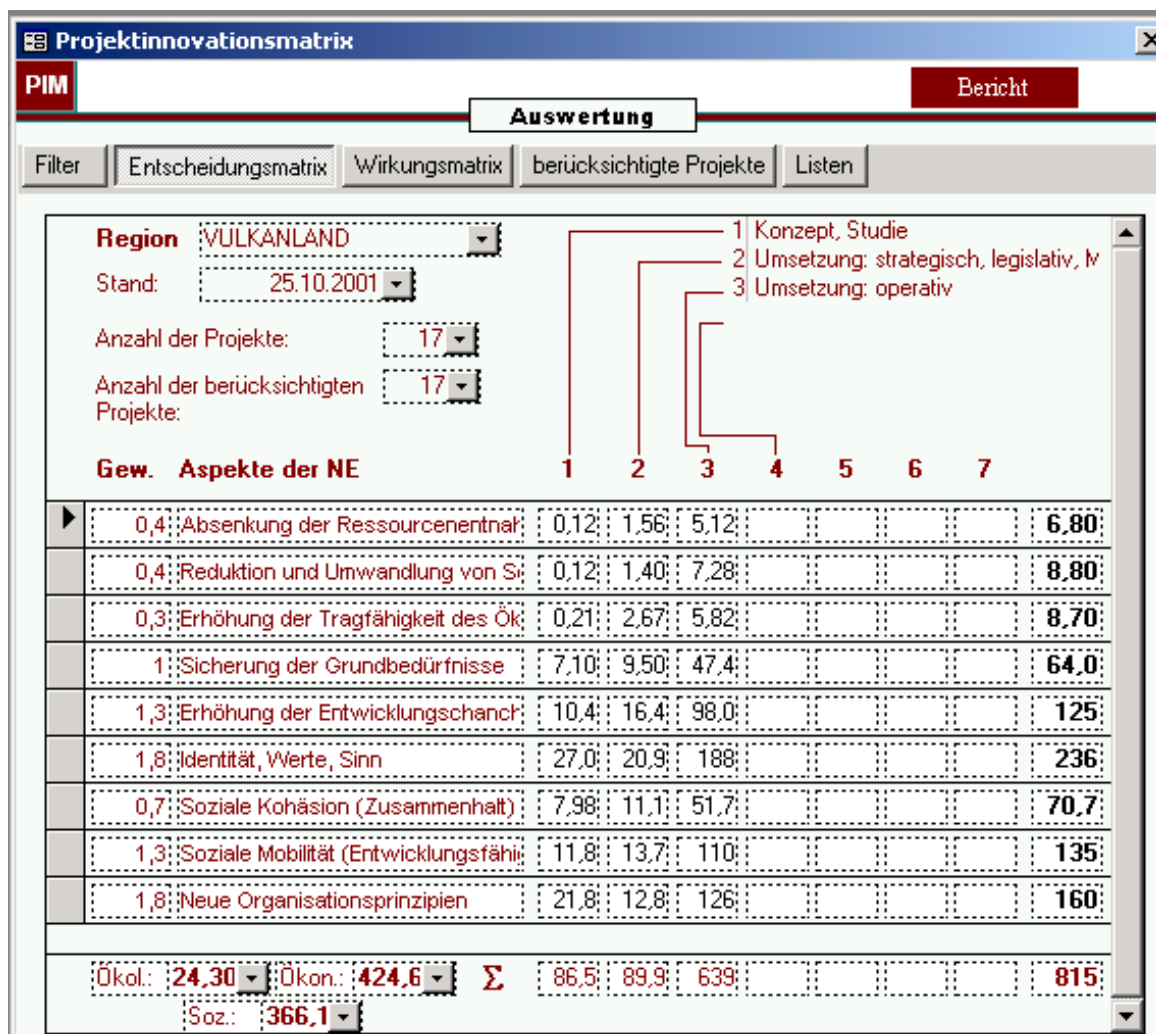 Projektinnovationsmatrix
PIM
Bericht
Auswertung
Filter Entscheidungsmatrix Wirkungsmatrix berücksichtigte Projekte Listen
Region VULKANLAND
1 Konzept, Studie
2 Umsetzung: strategisch, legislativ,
Stand: 25.10.2001
3 Umsetzung: operativ
Anzahl der Projekte: 17
Anzahl der berücksichtigten 17
Projekte:
Gew. Aspekte der NE 1 2 3 4 5 6 7
0,4 Absenkung der Ressourcenentnah 0,12 1,56 5,12 6,80
0,4 Reduktion und Umwandlung von 0,12 1,40 7,28 8,80
0,3 Erhöhung der Tragfähigkeit des Ök 0,21 2,67 5,82 8,70
1 Sicherung der Grundbedürfnisse 7,10 9,50 47,4 64,0
1,3 Erhöhung der Entwicklungschanch 10,4 16,4 98,0 125
1,8 Identität, Werte, Sinn 27,0 20,9 188 236
0,7 Soziale Kohäsion (Zusammenhalt) 7,98 11,1 51,7 70,7
1,3 Soziale Mobilität (Entwicklungsfähi 11,8 13,7 110 135
1,8 Neue Organisationsprinzipien 21,8 12,8 126 160
Ökol.: 24,30 Ökon.: 424,6 Σ 86,5 89,9 639 815
Soz.: 366,1